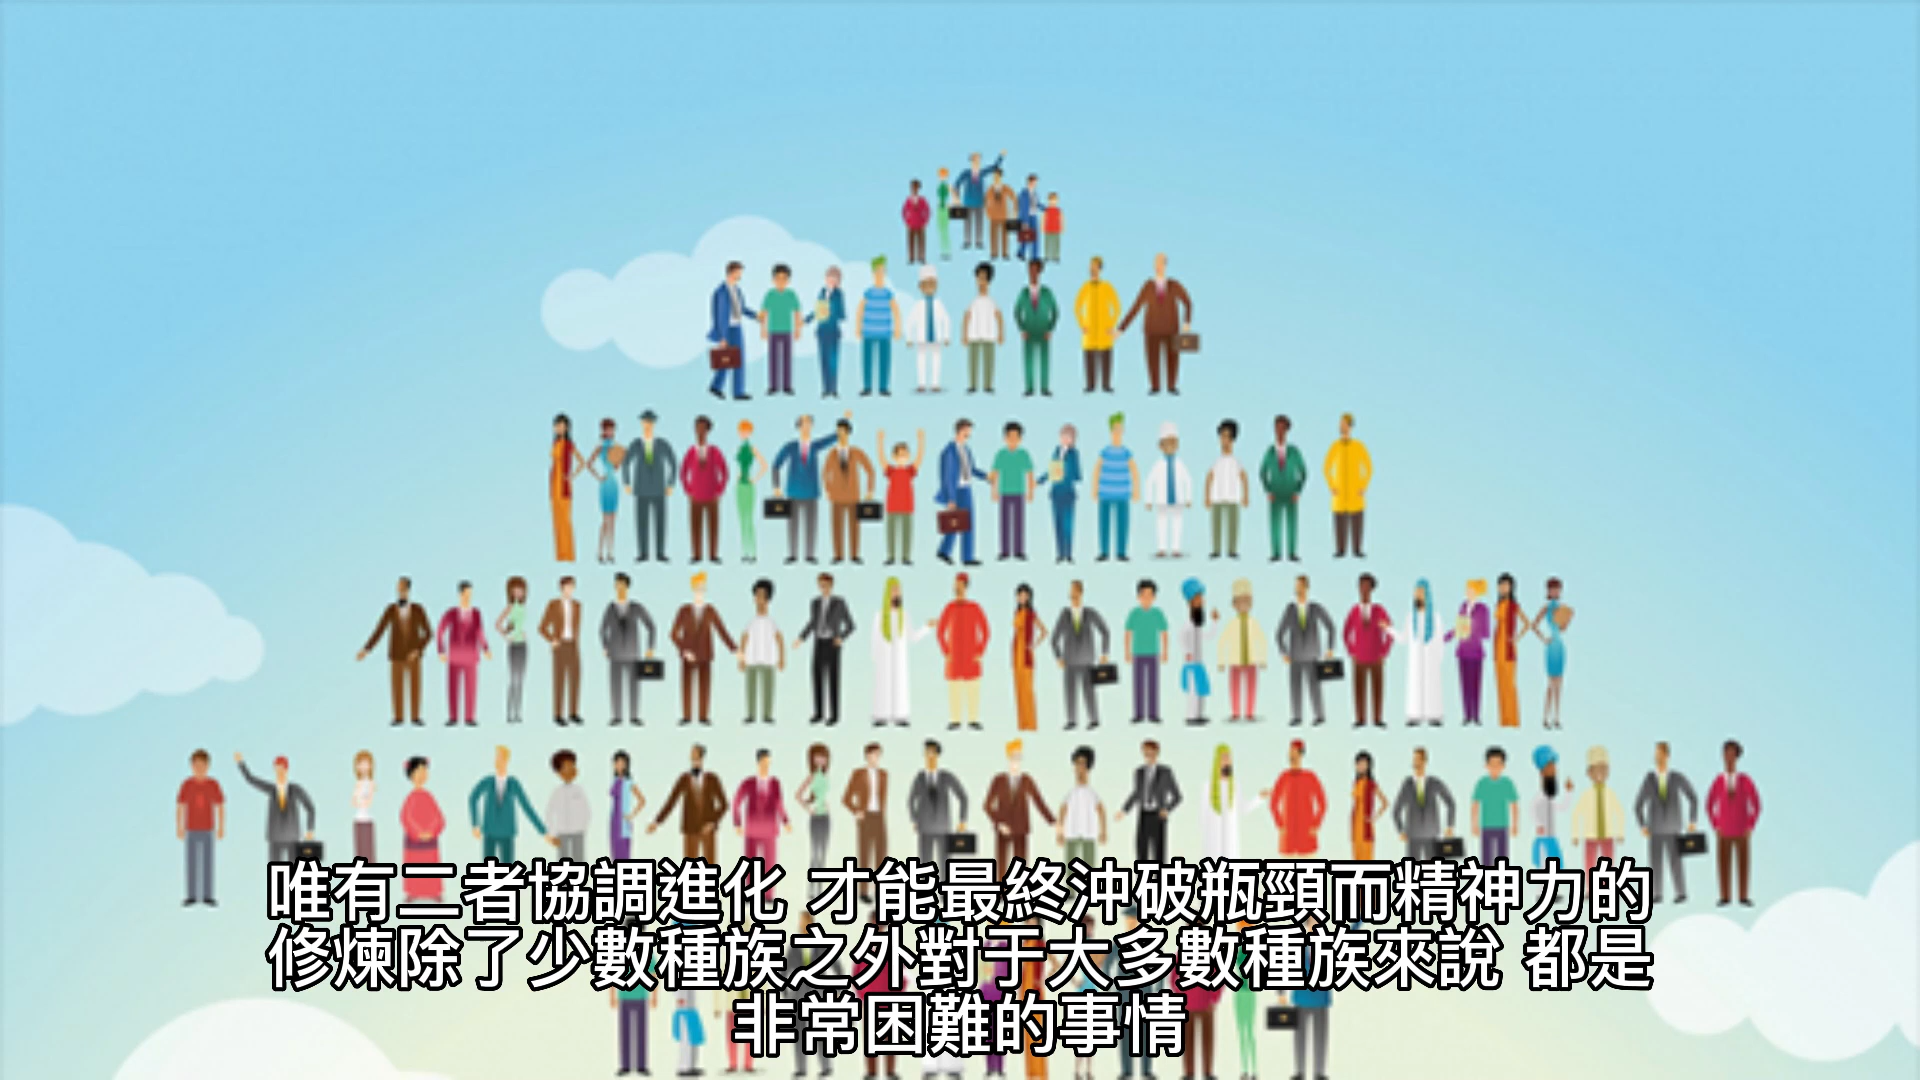 唯有二者協調進化 才能最終沖破瓶頸而精神力的
修煉除了少數種族之外對于大多數種族來說 都是
非常困難的事情